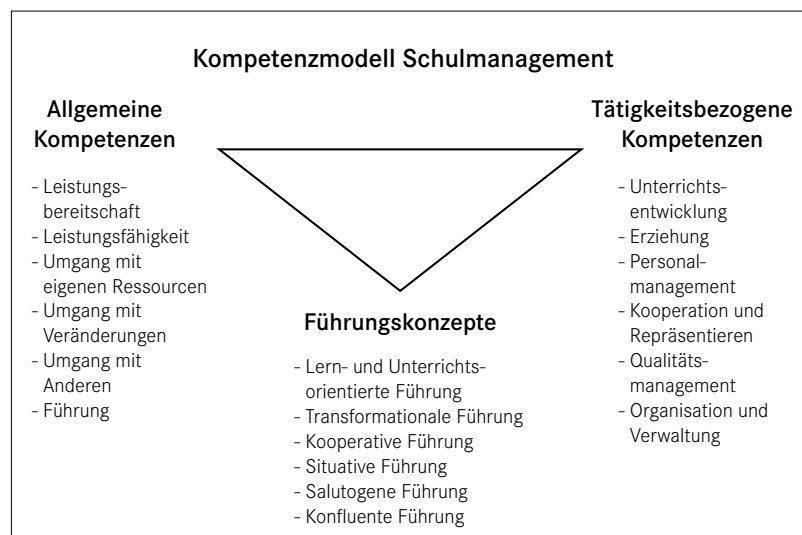 Kompetenzmodell Schulmanagement
Allgemeine
Kompetenzen
- Leistungs-
bereitschaft
- Leistungsfähigkeit
- Umgang mit
eigenen Ressourcen
- Umgang mit
Veränderungen
- Umgang mit
Anderen
- Führung
Führungskonzepte
- Lern- und Unterrichts-
orientierte Führung
- Transformationale Führung
- Kooperative Führung
- Situative Führung
- Salutogene Führung
- Konfluente Führung
Tätigkeitsbezogene
Kompetenzen
- Unterrichts-
entwicklung
- Erziehung
- Personal-
management
- Kooperation und
Repräsentieren
- Qualitäts-
management
- Organisation und
Verwaltung